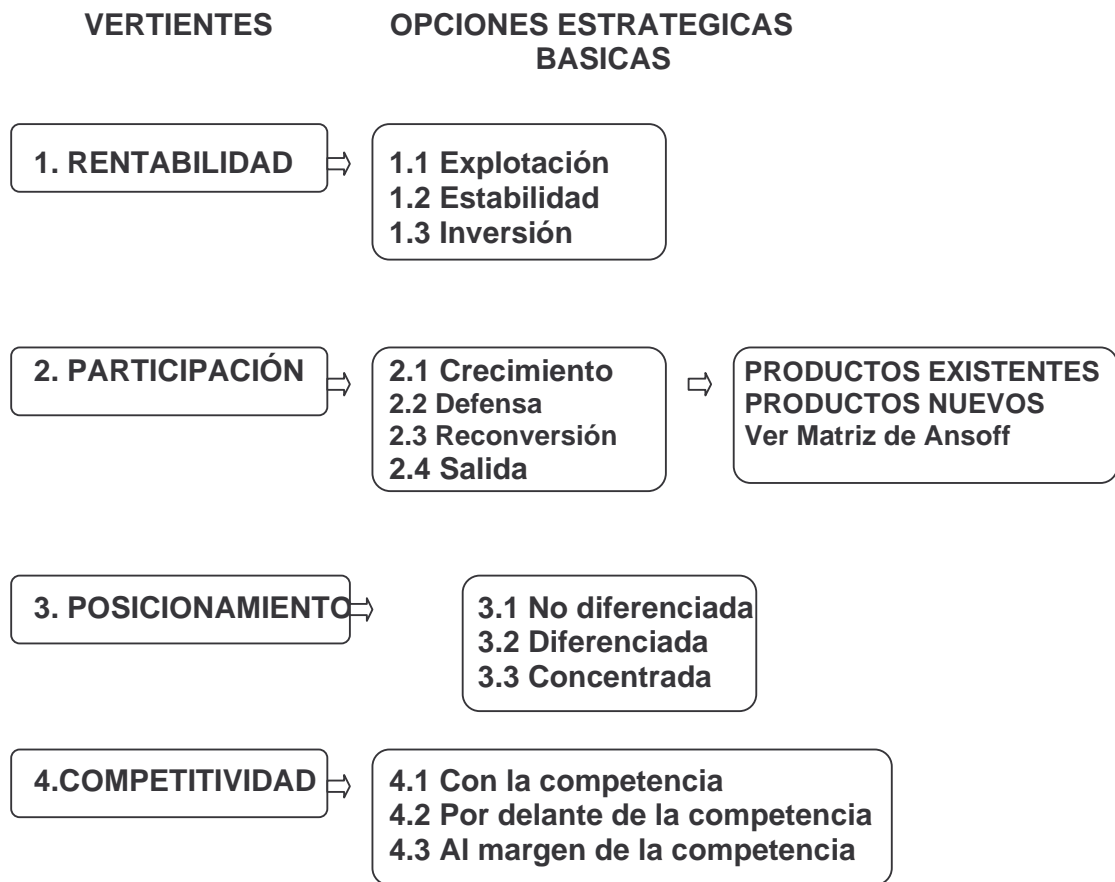 VERTIENTES
OPCIONES ESTRATEGICAS
BASICAS
1. RENTABILIDAD
1.1 Explotación
1.2 Estabilidad
1.3 Inversión
2. PARTICIPACIÓN
2.1 Crecimiento
2.2 Defensa
2.3 Reconversión
2.4 Salida
PRODUCTOS EXISTENTES
PRODUCTOS NUEVOS
Ver Matriz de Ansoff
3. POSICIONAMIENTO
3.1 No diferenciada
3.2 Diferenciada
3.3 Concentrada
4.COMPETITIVIDAD
4.1 Con la competencia
4.2 Por delante de la competencia
4.3 Al margen de la competencia